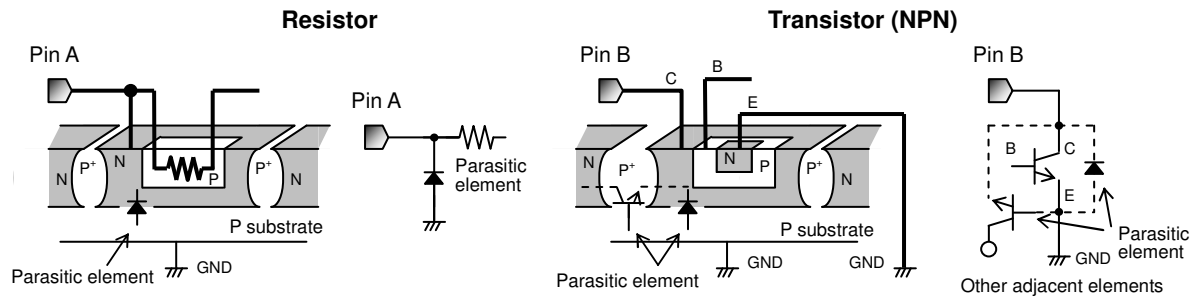 Resistor
Transistor (NPN)
Pin A
Pin A
Parasitic
element
N
P+
N
P
P+
N
P substrate
GND
Parasitic element
Pin B
C
B
E
N
P+
N
P
P+
N
P substrate
GND
GND
Parasitic element
Pin B
B
C
E
GND
Parasitic
element
Other adjacent elements